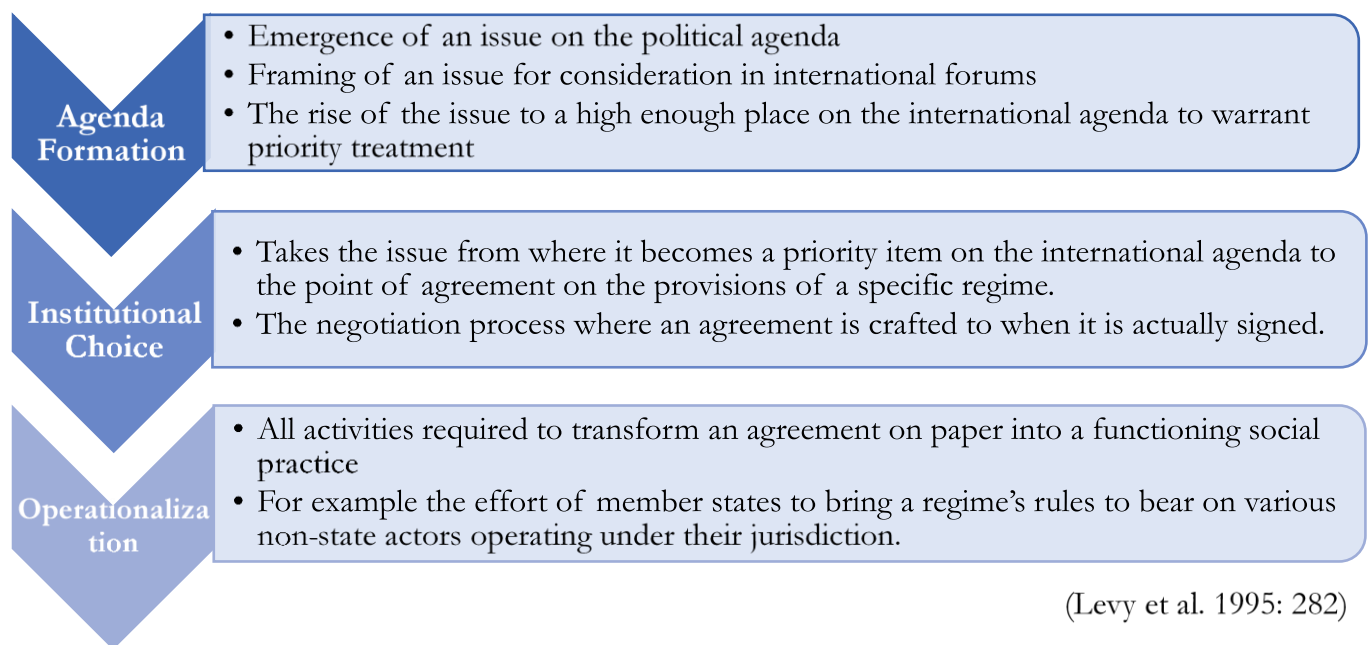 Agenda
Formation
• Emergence of an issue on the political agenda
• Framing of an issue for consideration in international forums
• The rise of the issue to a high enough place on the international agenda to warrant
priority treatment
Institutional
Choice
• Takes the issue from where it becomes a priority item on the international agenda to
the point of agreement on the provisions of a specific regime.
• The negotiation process where an agreement is crafted to when it is actually signed.
Operationaliza
tion
• All activities required to transform an agreement on paper into a functioning social
practice
• For example the effort of member states to bring a regime’s rules to bear on various
non-state actors operating under their jurisdiction.
(Levy et al. 1995: 282)